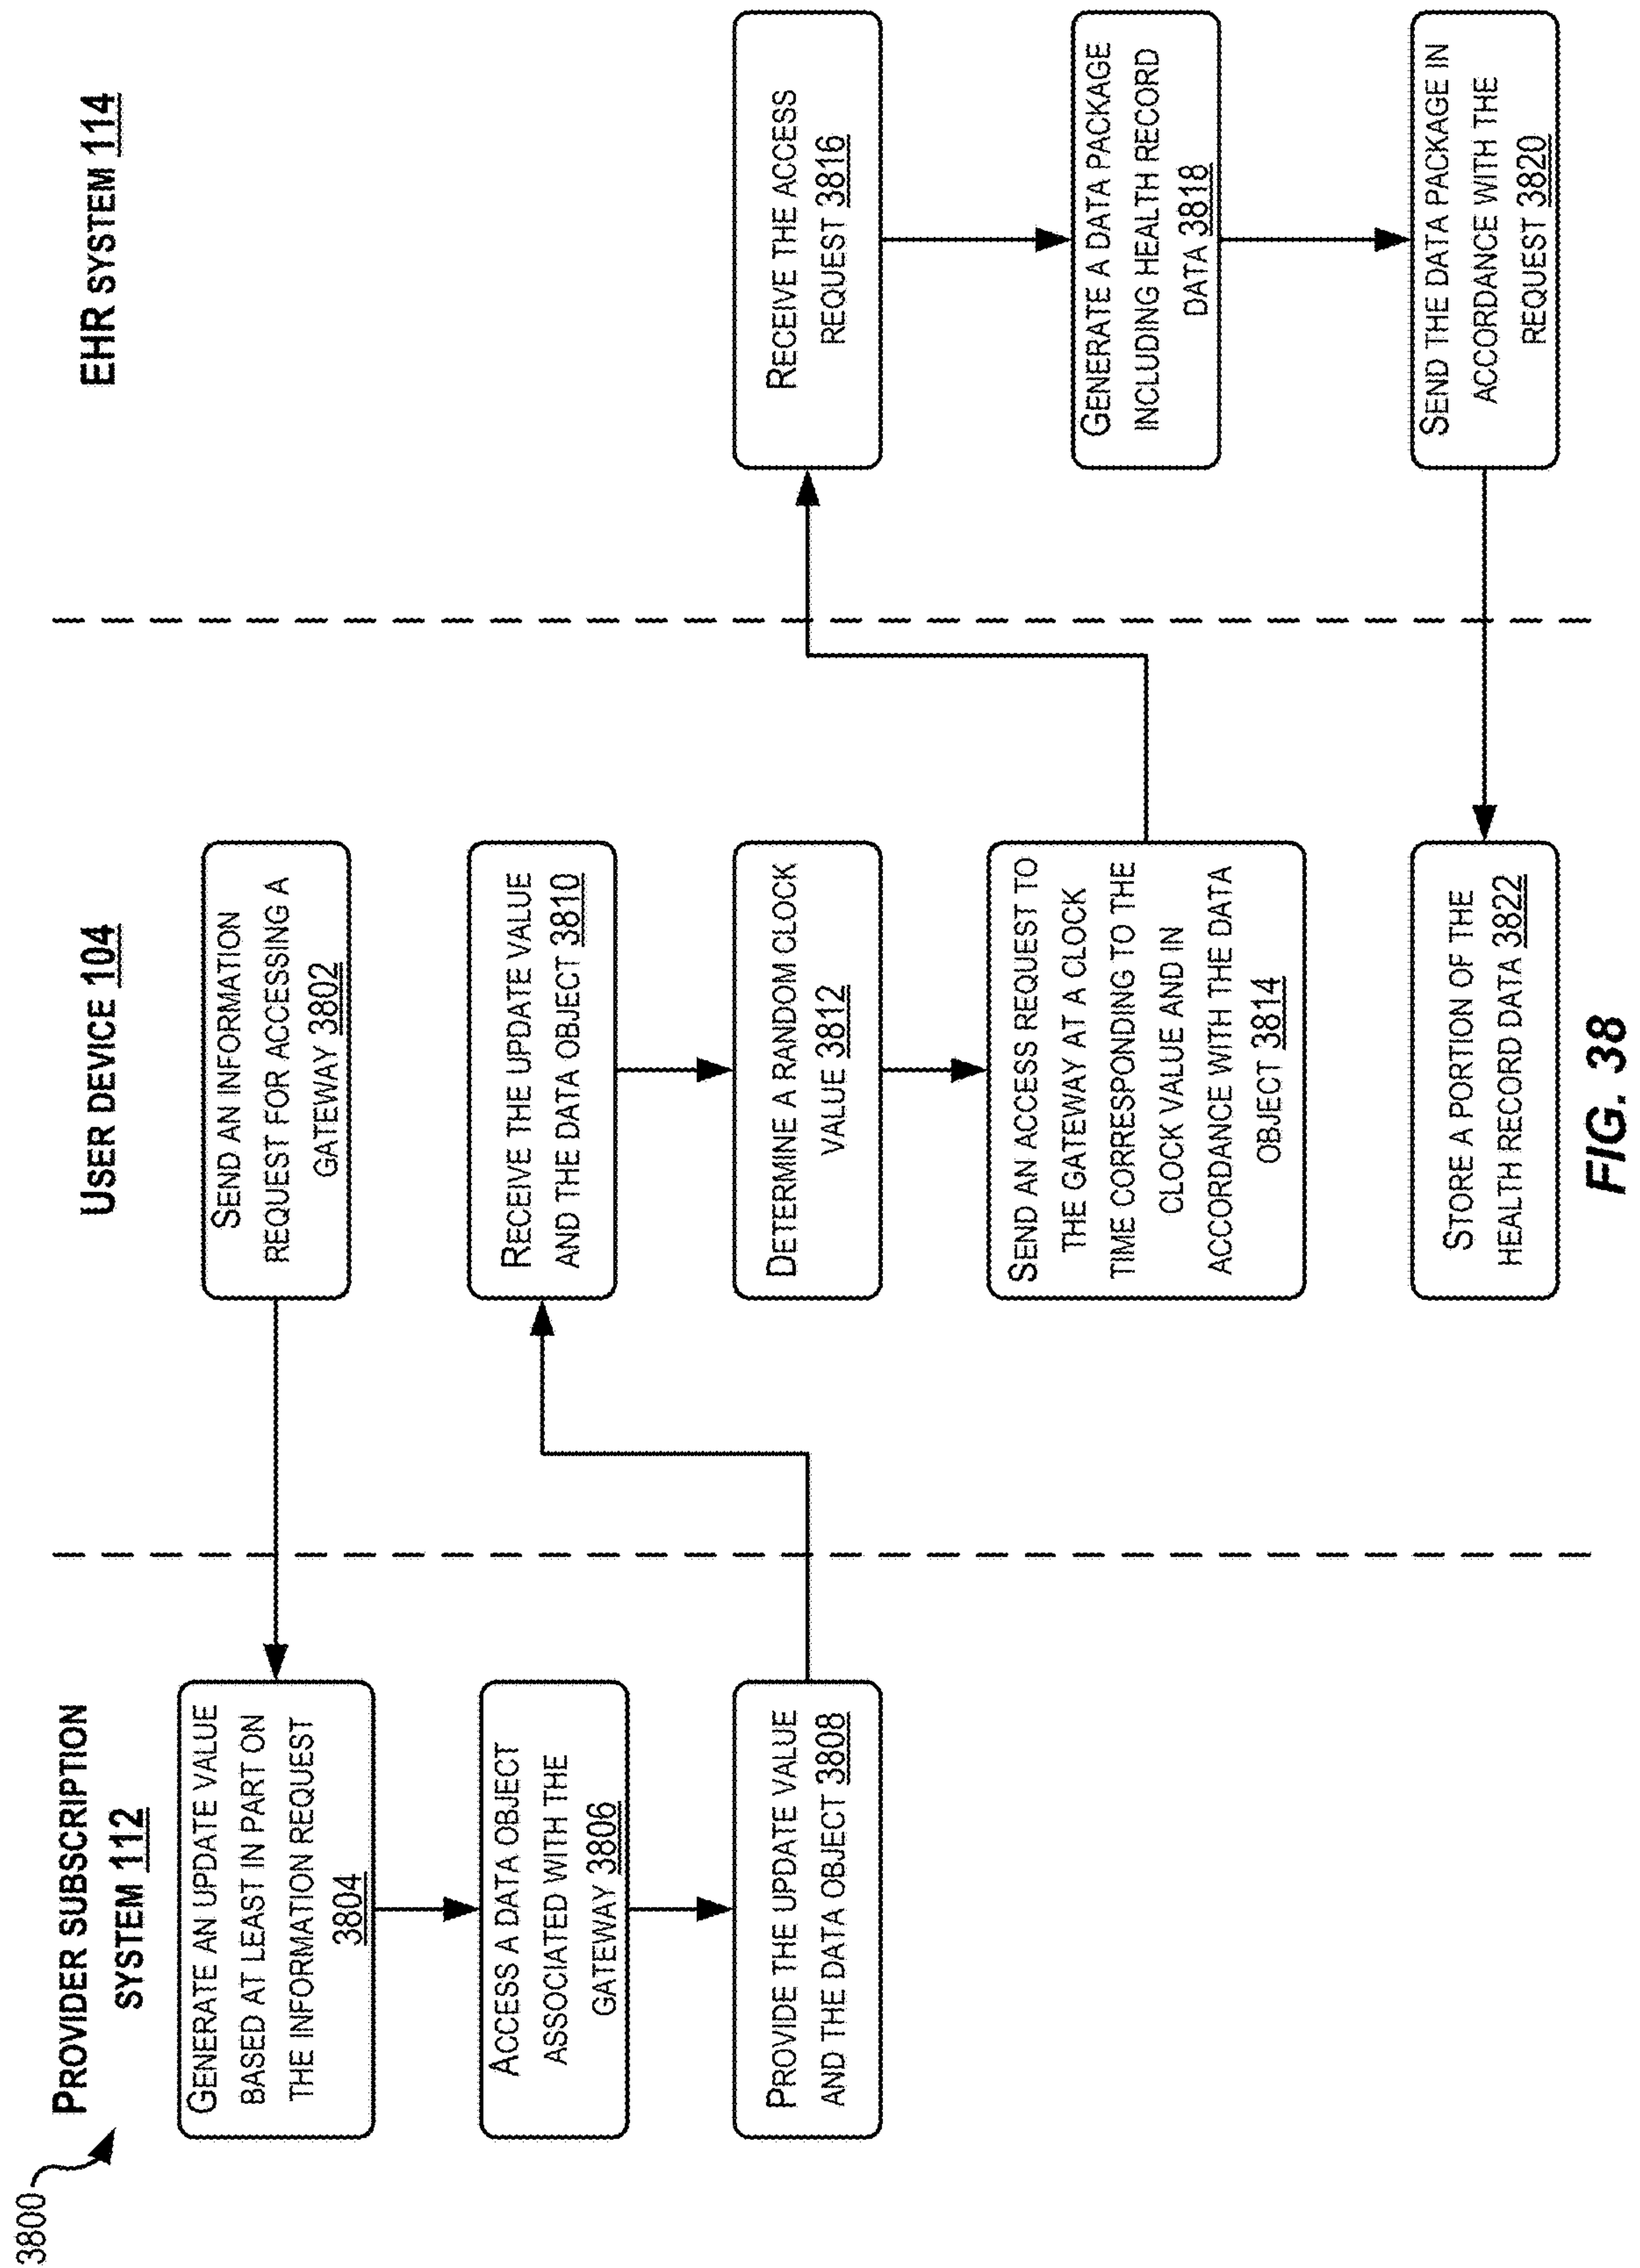 3800
PROVIDER SUBSCRIPTION
SYSTEM 112
USER DEVICE 104
EHR SYSTEM 114
SEND AN INFORMATION
REQUEST FOR ACCESSING A
GATEWAY 3802
GENERATE AN UPDATE VALUE
BASED AT LEAST IN PART ON
THE INFORMATION REQUEST
3804
ACCESS A DATA OBJECT
ASSOCIATED WITH THE
GATEWAY 3806
PROVIDE THE UPDATE VALUE
AND THE DATA OBJECT 3808
RECEIVE THE UPDATE VALUE
AND THE DATA OBJECT 3810
DETERMINE A RANDOM CLOCK
VALUE 3812
SEND AN ACCESS REQUEST TO
THE GATEWAY AT A CLOCK
TIME CORRESPONDING TO THE
CLOCK VALUE AND IN
ACCORDANCE WITH THE DATA
OBJECT 3814
RECEIVE THE ACCESS
REQUEST 3816
GENERATE A DATA PACKAGE
INCLUDING HEALTH RECORD
DATA 3818
SEND THE DATA PACKAGE IN
ACCORDANCE WITH THE
REQUEST 3820
STORE A PORTION OF THE
HEALTH RECORD DATA 3822
FIG. 38